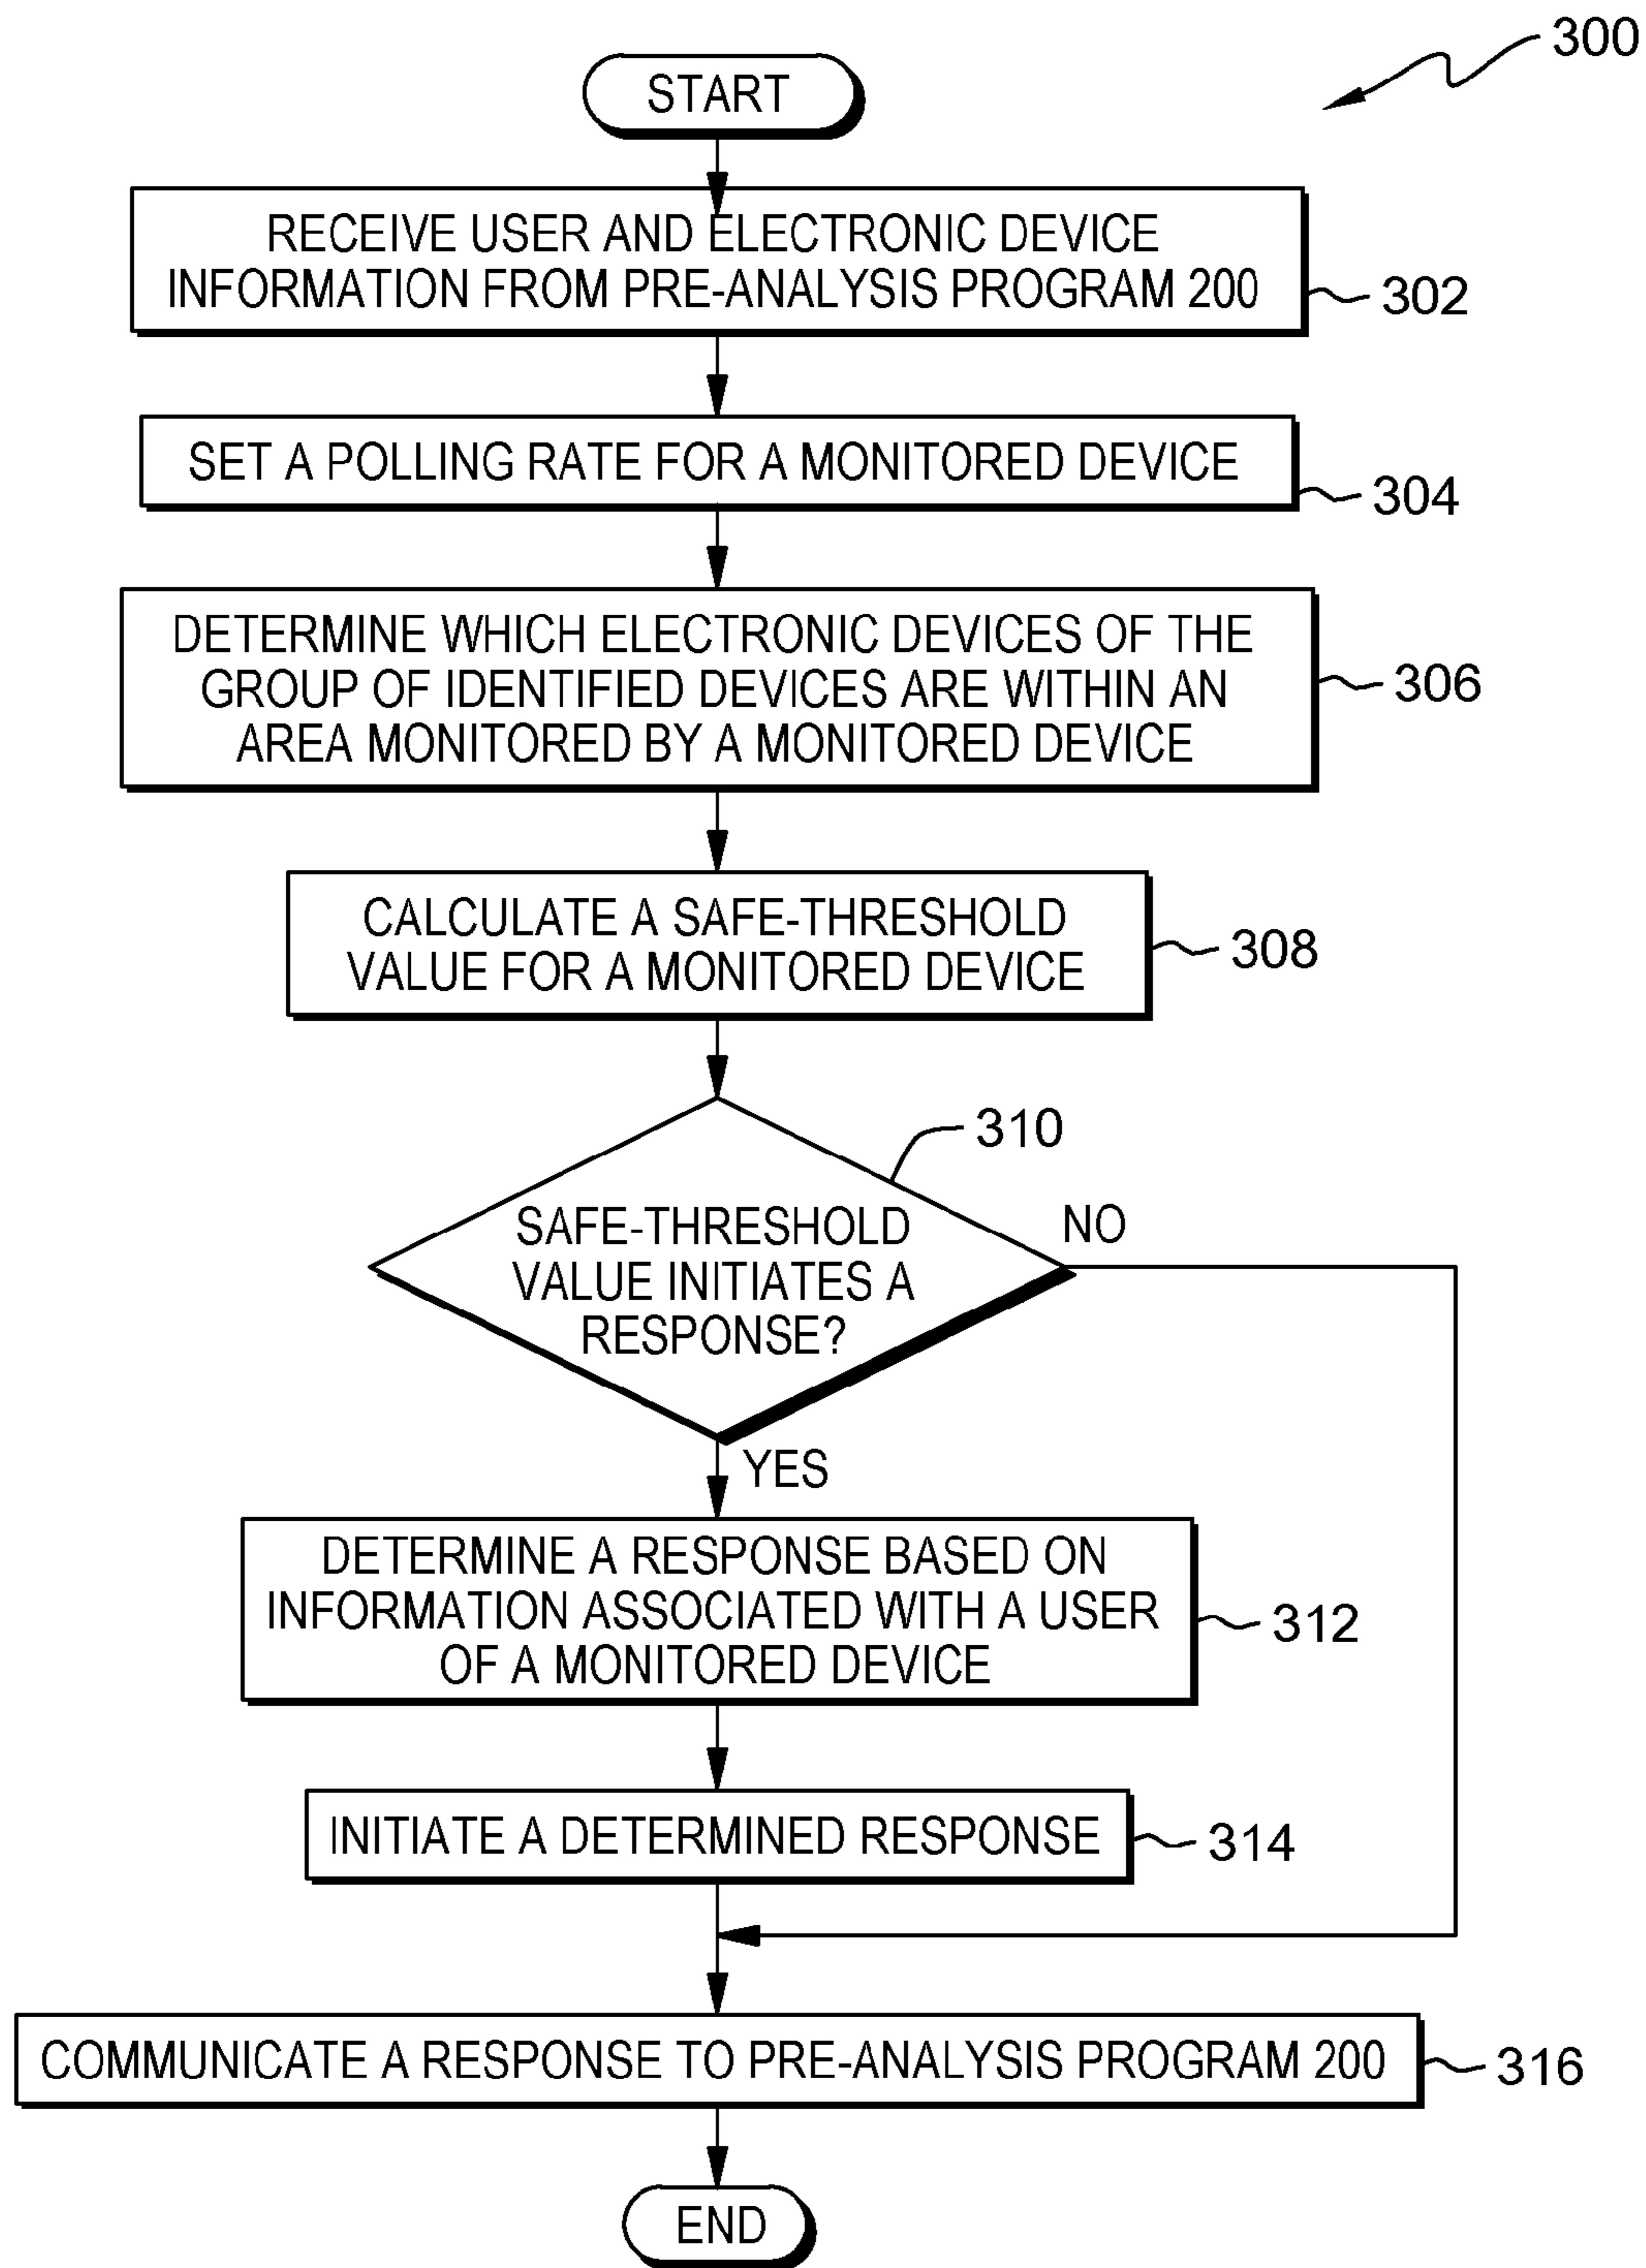 300
START
RECEIVE USER AND ELECTRONIC DEVICE
INFORMATION FROM PRE-ANALYSIS PROGRAM 200
302
SET A POLLING RATE FOR A MONITORED DEVICE
304
DETERMINE WHICH ELECTRONIC DEVICES OF THE
GROUP OF IDENTIFIED DEVICES ARE WITHIN AN
AREA MONITORED BY A MONITORED DEVICE
306
CALCULATE A SAFE-THRESHOLD
VALUE FOR A MONITORED DEVICE
308
310
SAFE-THRESHOLD
VALUE INITIATES A
RESPONSE?
NO
YES
DETERMINE A RESPONSE BASED ON
INFORMATION ASSOCIATED WITH A USER
OF A MONITORED DEVICE
312
INITIATE A DETERMINED RESPONSE
314
COMMUNICATE A RESPONSE TO PRE-ANALYSIS PROGRAM 200
316
END